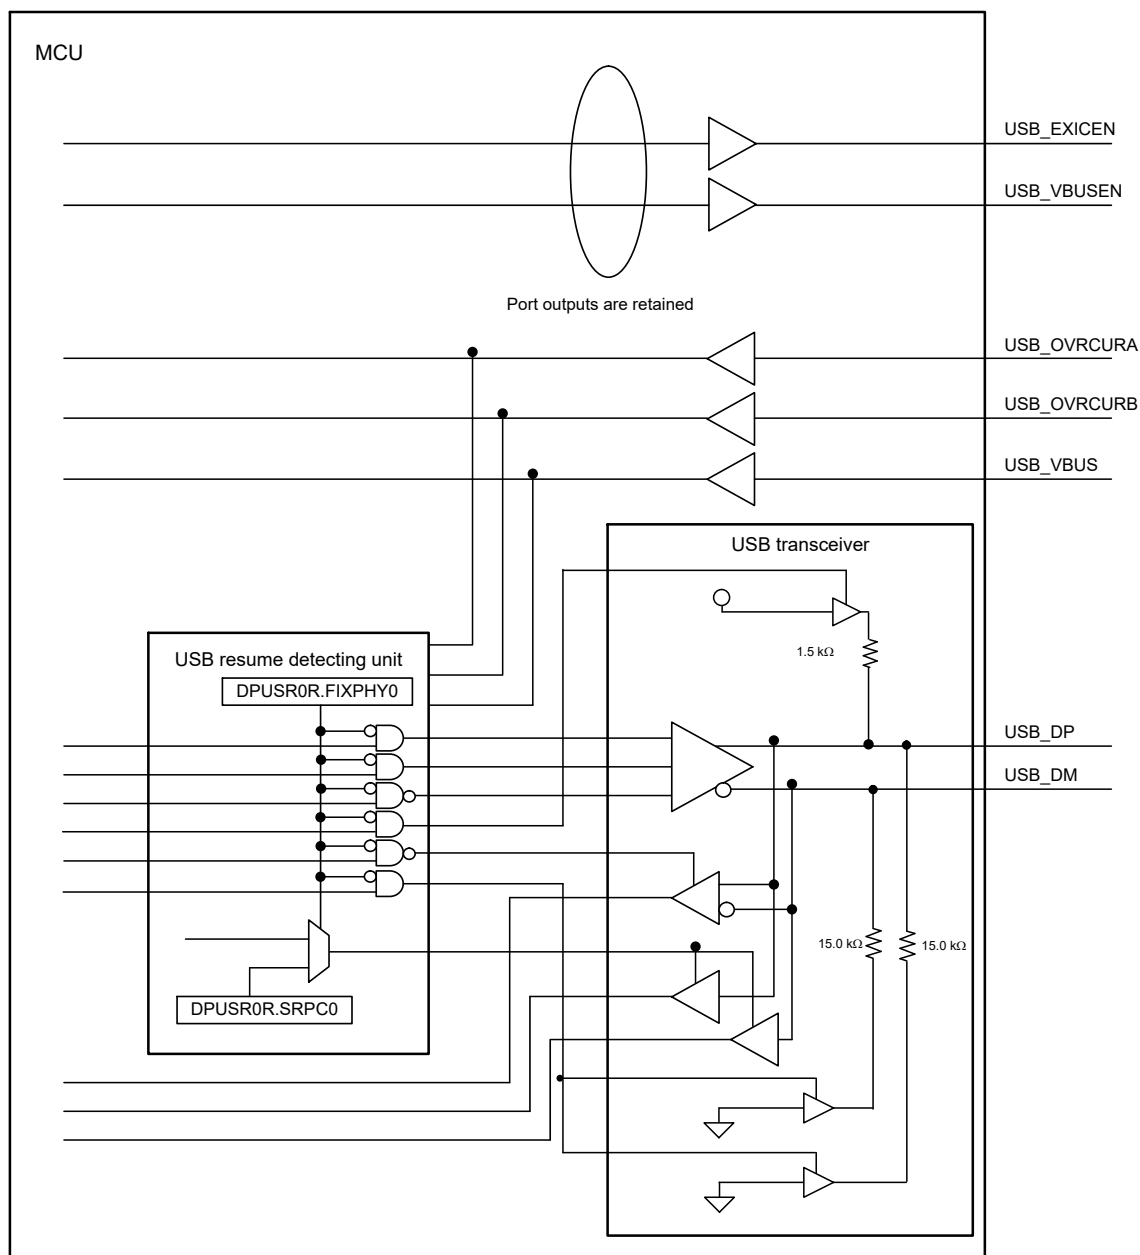 MCU
USB_EXICEN
USB_VBUSEN
Port outputs are retained
USB_OVRCURA
USB_OVRCURB
USB_VBUS
USB transceiver
1.5 kΩ
USB resume detecting unit
DPUSR0R.FIXPHY0
USB_DP
USB_DM
15.0 kΩ
15.0 kΩ
DPUSR0R.SRPC0